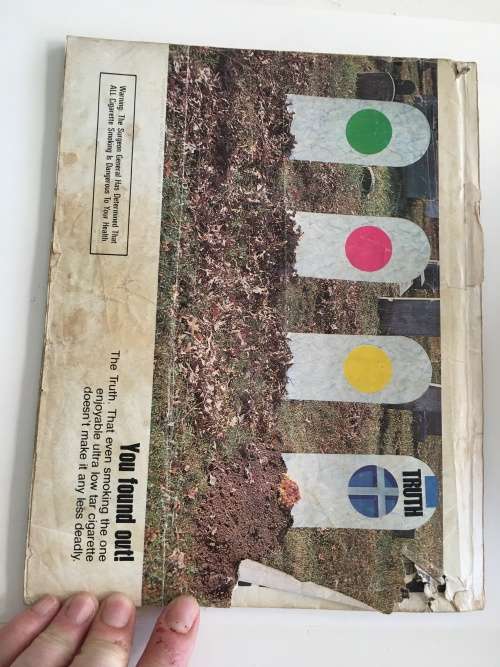 TRUTH
You found out!
The Truth. That even smoking the one
enjoyable ultra low tar cigarette
doesn't make it any less deadly.
Warning: The Surgeon General Has Determined That
ALL Cigarette Smoking Is Dangerous To Your Health.